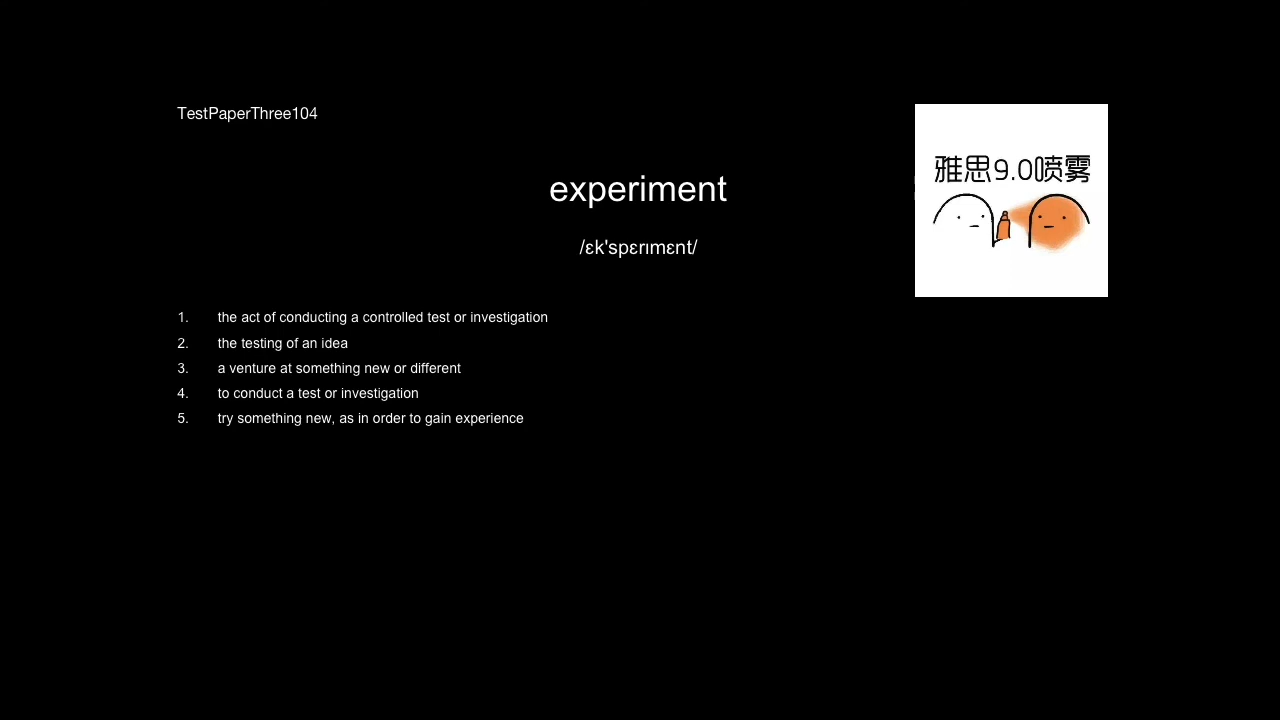 TestPaperThree104
雅思9.0喷雾
experiment
/ɛk'spɛrɪmɛnt/
1. the act of conducting a controlled test or investigation
2. the testing of an idea
3. a venture at something new or different
4. to conduct a test or investigation
5. try something new, as in order to gain experience